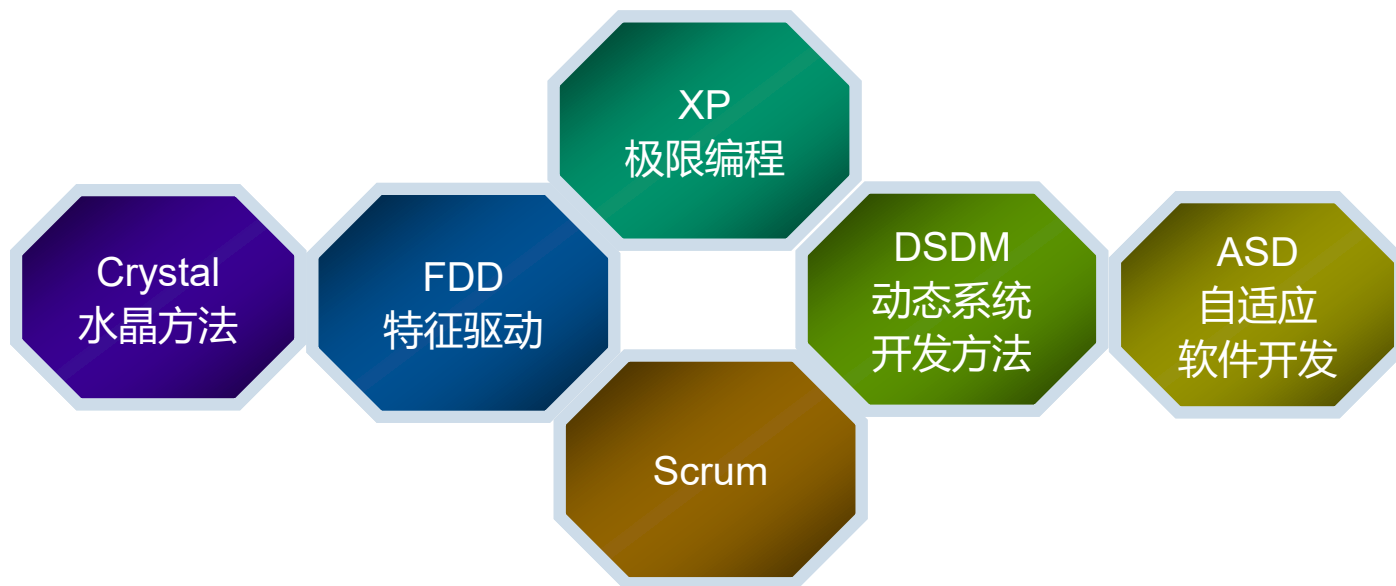 XP
极限编程
Crystal
水晶方法
FDD
特征驱动
DSDM
动态系统
开发方法
ASD
自适应
软件开发
Scrum